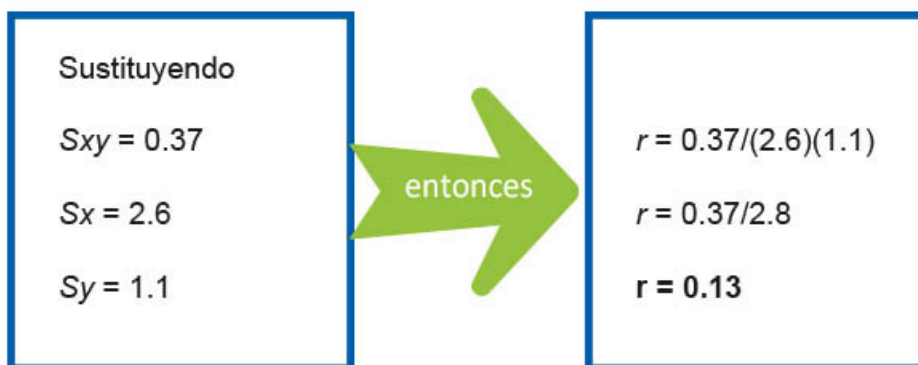 Sustituyendo
Sxy = 0.37
Sx = 2.6
Sy = 1.1
entonces
r = 0.37/(2.6)(1.1)
r = 0.37/2.8
r = 0.13